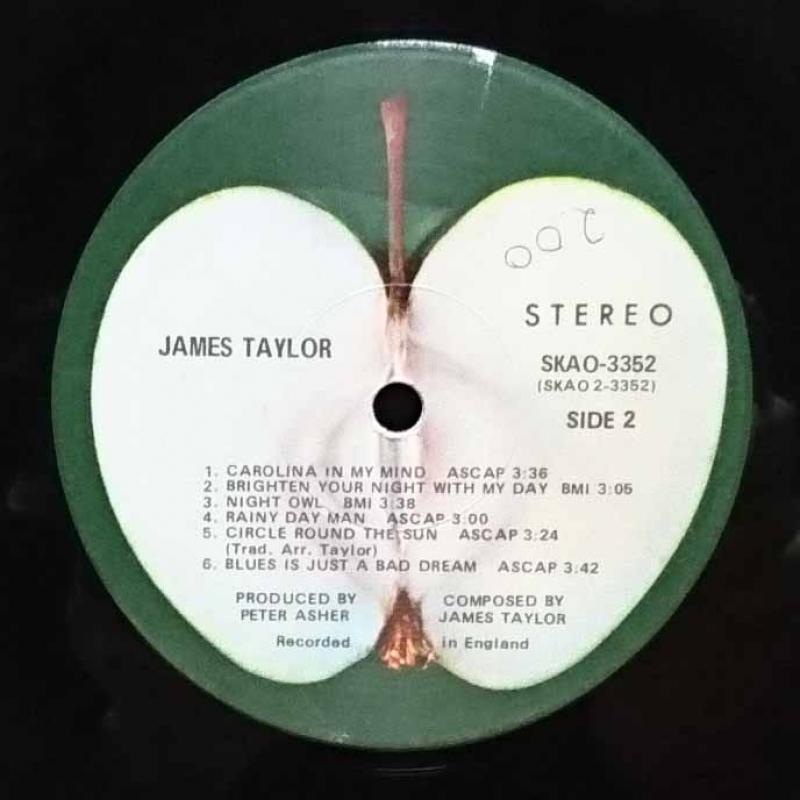 200
STEREO
JAMES TAYLOR
SKAO-3352
(SKAO 2-3352)
SIDE 2
1. CAROLINA IN MY MIND ASCAP 3:36
2. BRIGHTEN YOUR NIGHT WITH MY DAY BMI 3:05
3. NIGHT OWL BMI 3:38
4. RAINY DAY MAN ASCAP 3:00
5. CIRCLE ROUND THE SUN ASCAP 3:24
(Trad. Arr. Taylor)
6. BLUES IS JUST A BAD DREAM ASCAP 3:42
PRODUCED BY
PETER ASHER
COMPOSED BY
JAMES TAYLOR
Recorded in England